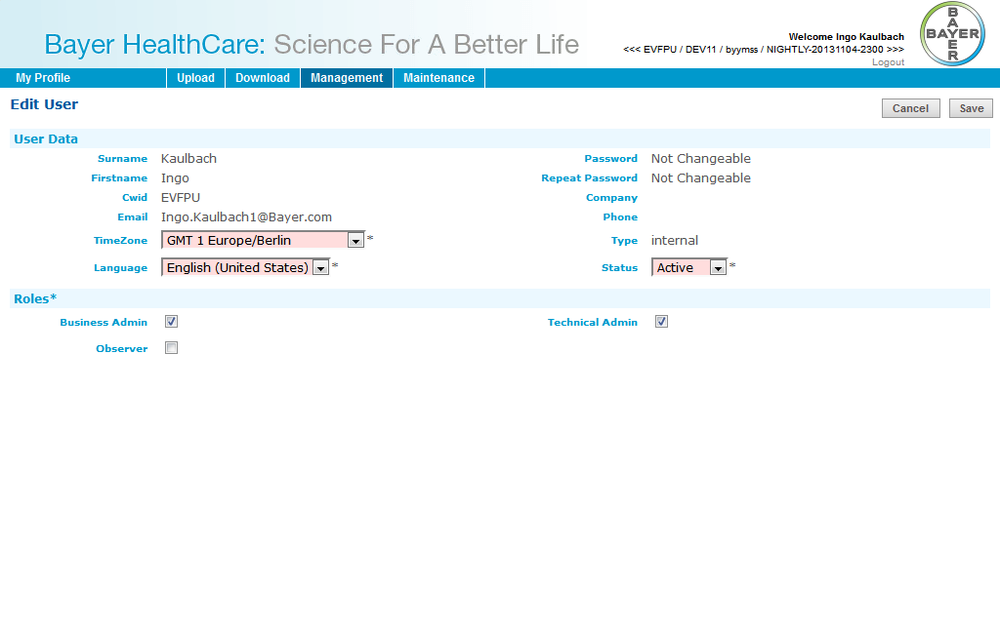 Bayer HealthCare: Science For A Better Life
Welcome Ingo Kaulbach
<<< EVFPU / DEV11 / byymss / NIGHTLY-20131104-2300 >>>
Logout
BAYER
BAYER
My Profile Upload Download Management Maintenance
Edit User
Cancel Save
User Data
Surname Kaulbach Password Not Changeable
Firstname Ingo Repeat Password Not Changeable
Cwid EVFPU Company
Email Ingo.Kaulbach1@Bayer.com Phone
TimeZone GMT 1 Europe/Berlin * Type internal
Language English (United States) * Status Active *
Roles*
Business Admin Technical Admin
Observer